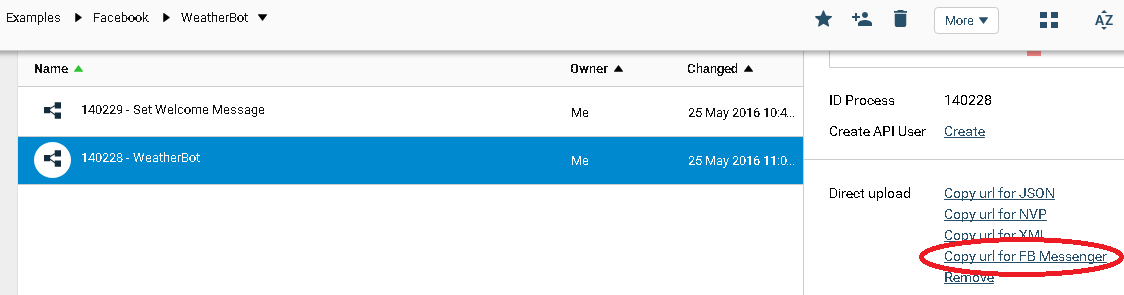 Examples ▶ Facebook ▶ WeatherBot ▼
More ▼
AZ
Name ▲ Owner ▲ Changed ▲
140229 - Set Welcome Message Me 25 May 2016 10:4...
140228 - WeatherBot Me 25 May 2016 11:0...
ID Process 140228
Create API User Create
Direct upload Copy url for JSON
Copy url for NVP
Copy url for XML
Copy url for FB Messenger
Remove